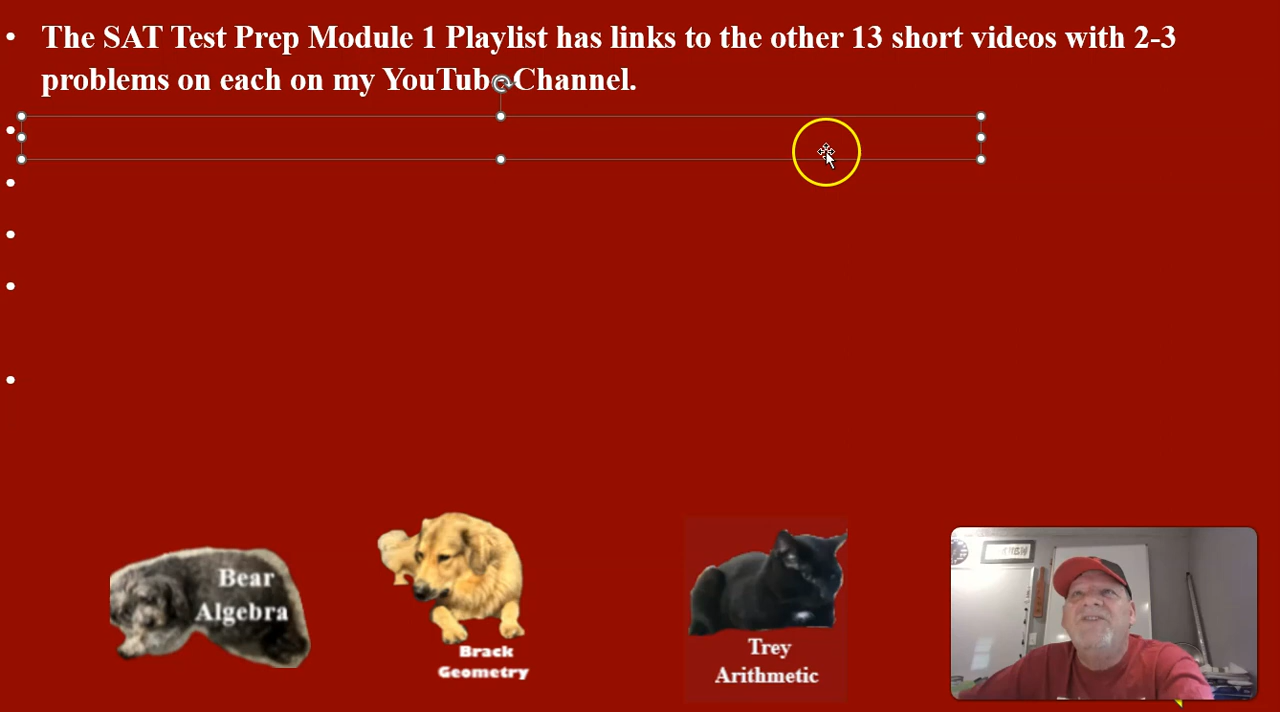 The SAT Test Prep Module 1 Playlist has links to the other 13 short videos with 2-3
problems on each on my YouTube Channel.
Bear
Algebra
Brack
Geometry
Trey
Arithmetic